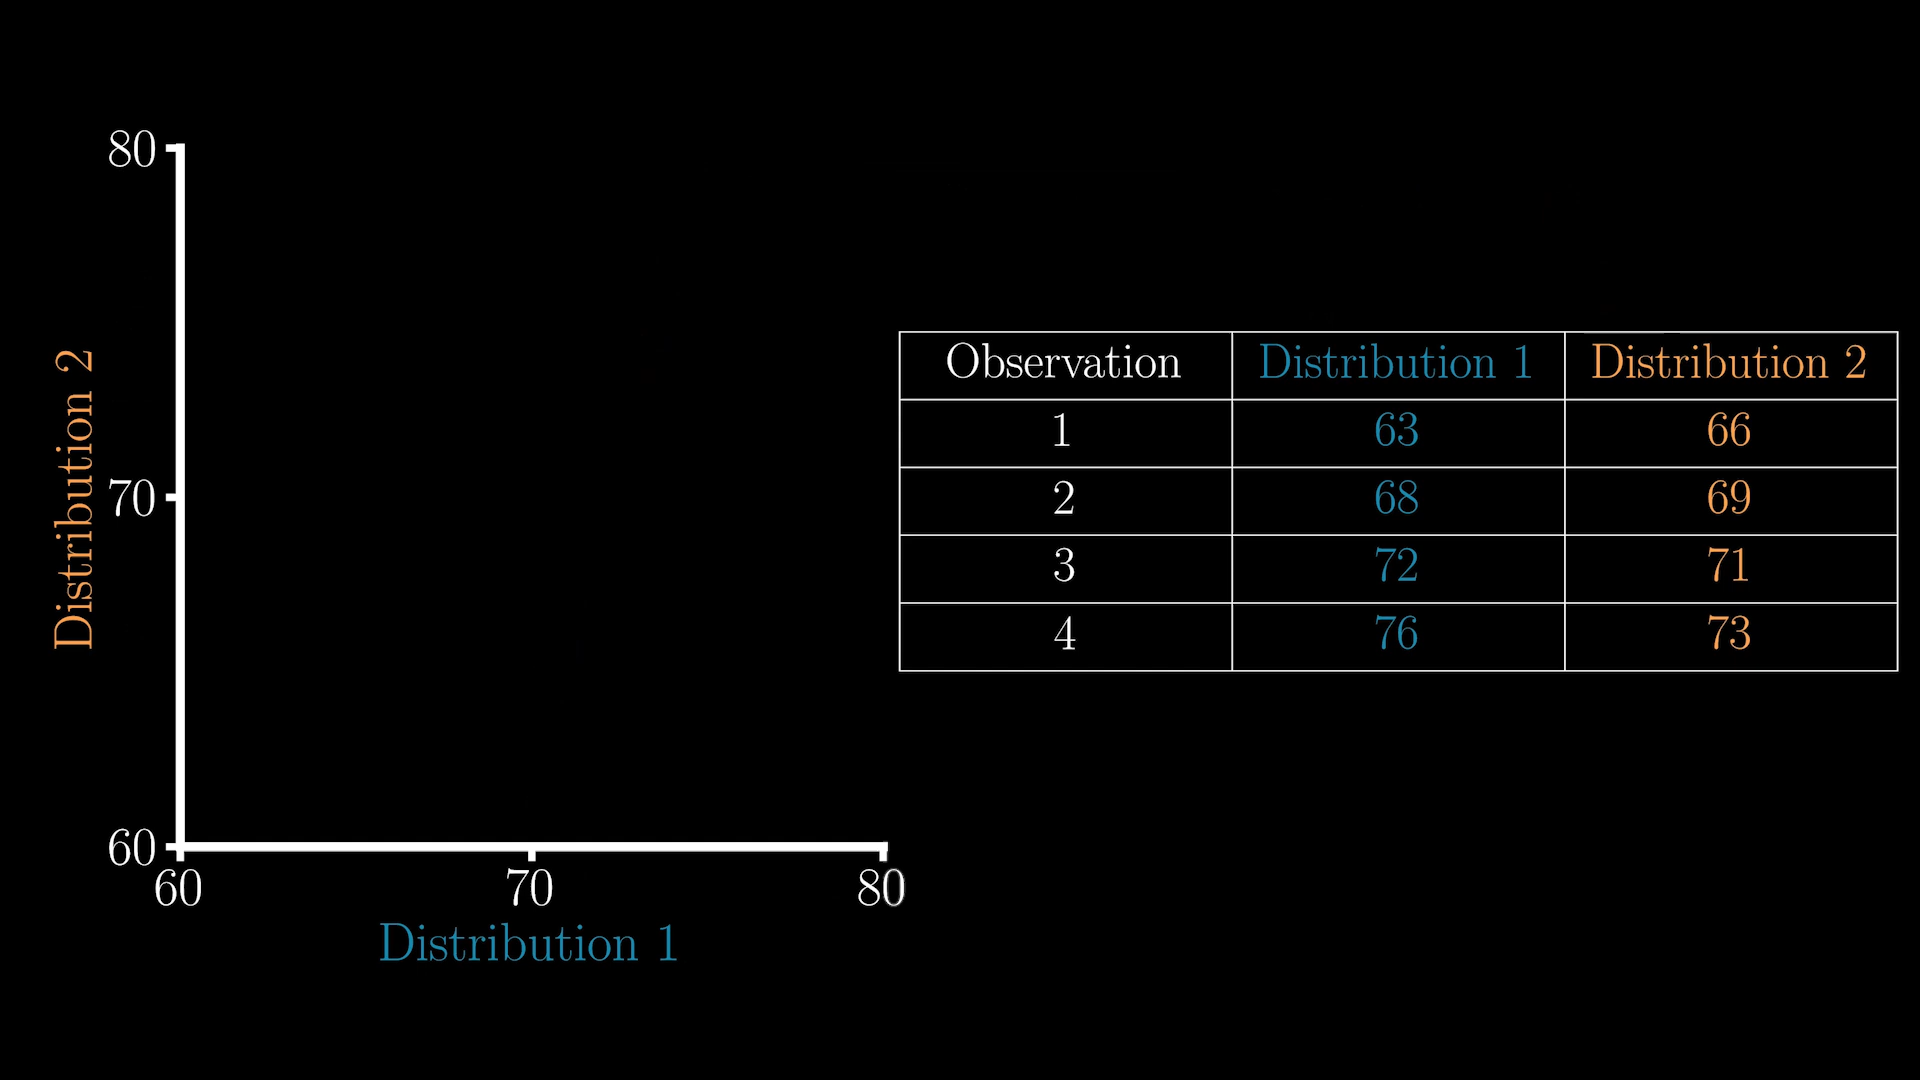 80
70
60
Distribution 2
60 70 80
Distribution 1
Observation Distribution 1 Distribution 2
1 63 66
2 68 69
3 72 71
4 76 73